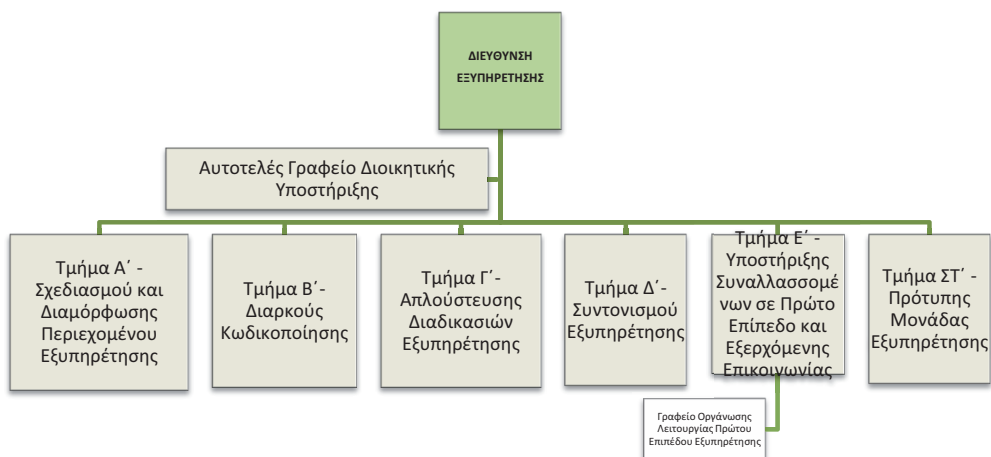 ΔΙΕΥΘΥΝΣΗ
ΕΞΥΠΗΡΕΤΗΣΗΣ
Αυτοτελές Γραφείο Διοικητικής
Υποστήριξης
Τμήμα Α΄ -
Σχεδιασμού και
Διαμόρφωσης
Περιεχομένου
Εξυπηρέτησης
Τμήμα Β΄-
Διαρκούς
Κωδικοποίησης
Τμήμα Γ΄-
Απλούστευσης
Διαδικασιών
Εξυπηρέτησης
Τμήμα Δ΄-
Συντονισμού
Εξυπηρέτησης
Τμήμα Ε΄ -
Υποστήριξης
Συναλλασσομέ
νων σε Πρώτο
Επίπεδο και
Εξερχόμενης
Επικοινωνίας
Τμήμα ΣΤ΄ -
Πρότυπης
Μονάδας
Εξυπηρέτησης
Γραφείο Οργάνωσης
Λειτουργίας Πρώτου
Επιπέδου Εξυπηρέτησης